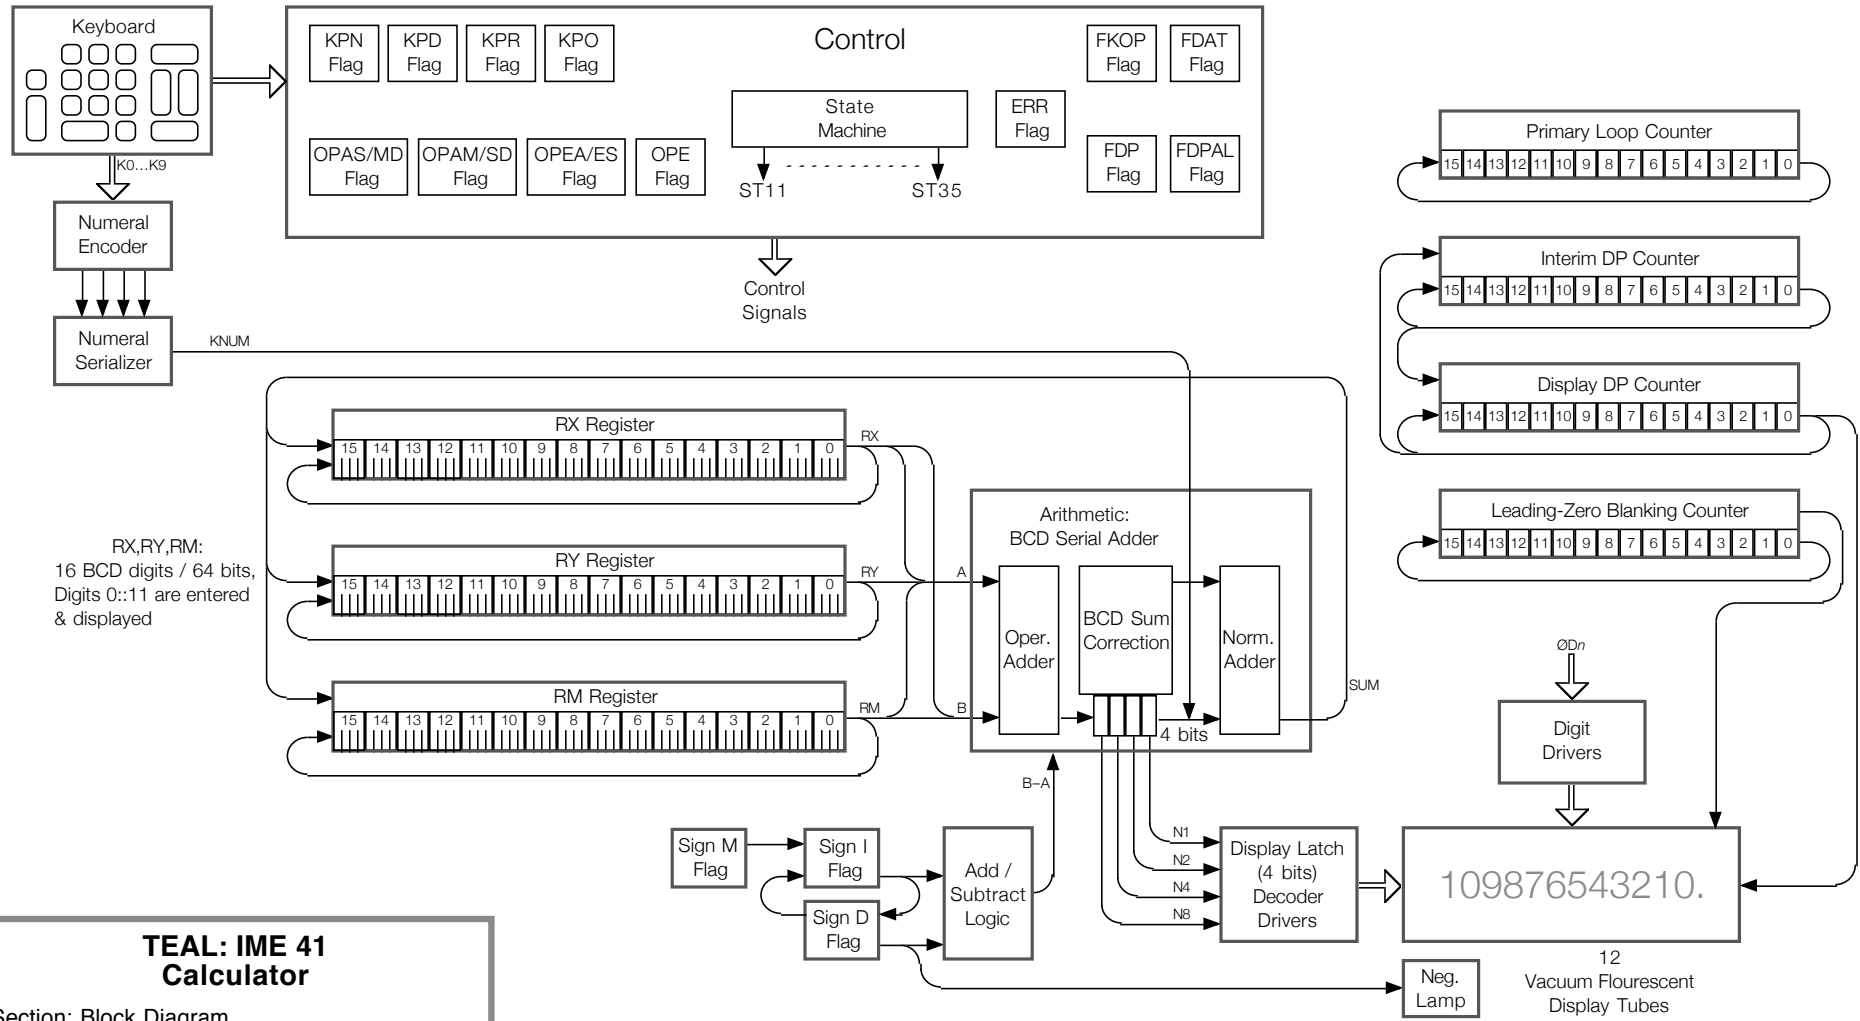 Keyboard
K0...K9
Numeral
Encoder
Numeral
Serializer
KNUM
Control
KPN
Flag
KPD
Flag
KPR
Flag
KPO
Flag
OPAS/MD
Flag
OPAM/SD
Flag
OPEA/ES
Flag
OPE
Flag
State
Machine
ST11
ST35
ERR
Flag
FKOP
Flag
FDAT
Flag
FDP
Flag
FDPAL
Flag
Control
Signals
Primary Loop Counter
15 14 13 12 11 10 9 8 7 6 5 4 3 2 1 0
Interim DP Counter
15 14 13 12 11 10 9 8 7 6 5 4 3 2 1 0
Display DP Counter
15 14 13 12 11 10 9 8 7 6 5 4 3 2 1 0
Leading-Zero Blanking Counter
15 14 13 12 11 10 9 8 7 6 5 4 3 2 1 0
RX Register
15 14 13 12 11 10 9 8 7 6 5 4 3 2 1 0
RX
RX,RY,RM:
16 BCD digits / 64 bits,
Digits 0::11 are entered
& displayed
RY Register
15 14 13 12 11 10 9 8 7 6 5 4 3 2 1 0
RY
RM Register
15 14 13 12 11 10 9 8 7 6 5 4 3 2 1 0
RM
A
B
Arithmetic:
BCD Serial Adder
Oper.
Adder
BCD Sum
Correction
4 bits
Norm.
Adder
SUM
B–A
Sign M
Flag
Sign I
Flag
Sign D
Flag
Add /
Subtract
Logic
N1
N2
N4
N8
Display Latch
(4 bits)
Decoder
Drivers
ØDn
Digit
Drivers
109876543210.
12
Vacuum Flourescent
Display Tubes
Neg.
Lamp
TEAL: IME 41
Calculator
Section: Block Diagram